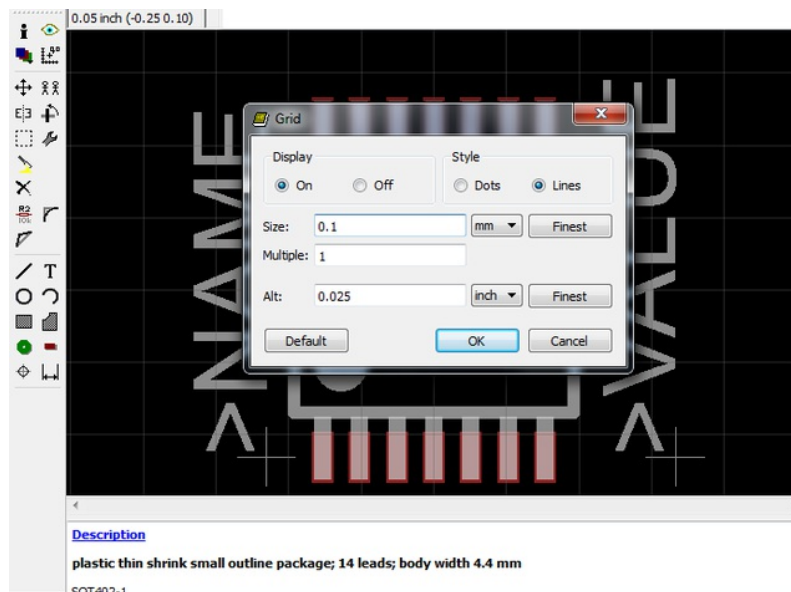 0.05 inch (-0.25 0.10)
Grid
Display
Style
On
Off
Dots
Lines
Size:
0.1
mm
Finest
Multiple:
1
Alt:
0.025
inch
Finest
Default
OK
Cancel
>NAME
>VALUE
Description
plastic thin shrink small outline package; 14 leads; body width 4.4 mm
SOT402-1